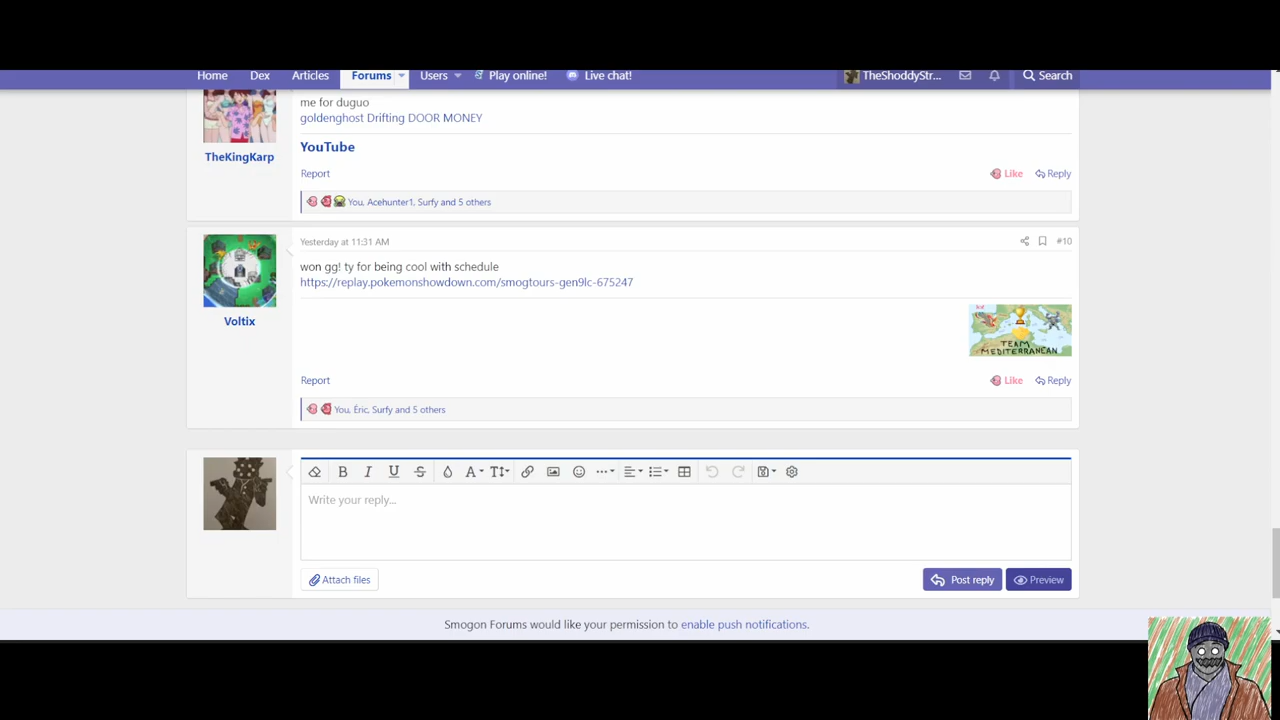 Home Dex Articles Forums Users Play online! Live chat! TheShoddyStr... Search
me for duguo
goldenghost Drifting DOOR MONEY
TheKingKarp
YouTube
Report Like Reply
You, Acehunter1, Surfy and 5 others
Yesterday at 11:31 AM #10
won gg! ty for being cool with schedule
https://replay.pokemonshowdown.com/smogtours-gen9lc-675247
Voltix
TEAM
MEDITERRANEAN
Report Like Reply
You, Éric, Surfy and 5 others
Write your reply...
Attach files Post reply Preview
Smogon Forums would like your permission to enable push notifications.